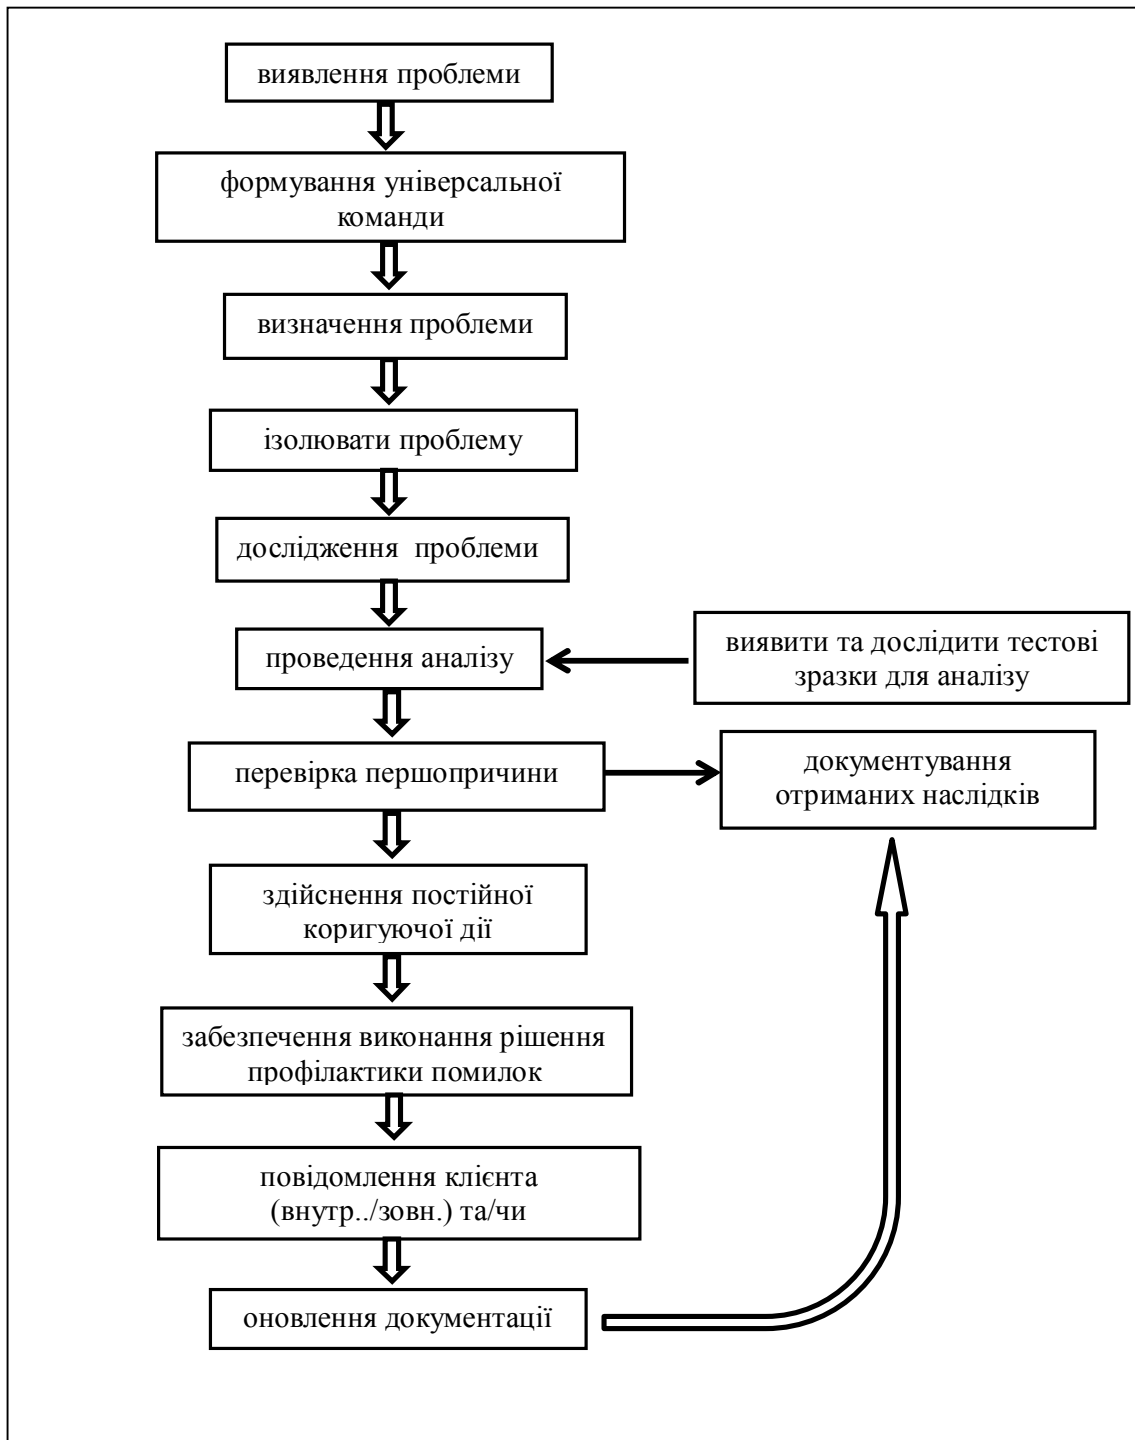 виявлення проблеми
формування універсальної
команди
визначення проблеми
ізолювати проблему
дослідження проблеми
проведення аналізу
виявити та дослідити тестові
зразки для аналізу
перевірка першопричини
документування
отриманих наслідків
здійснення постійної
коригуючої дії
забезпечення виконання рішення
профілактики помилок
повідомлення клієнта
(внутр../зовн.) та/чи
оновлення документації